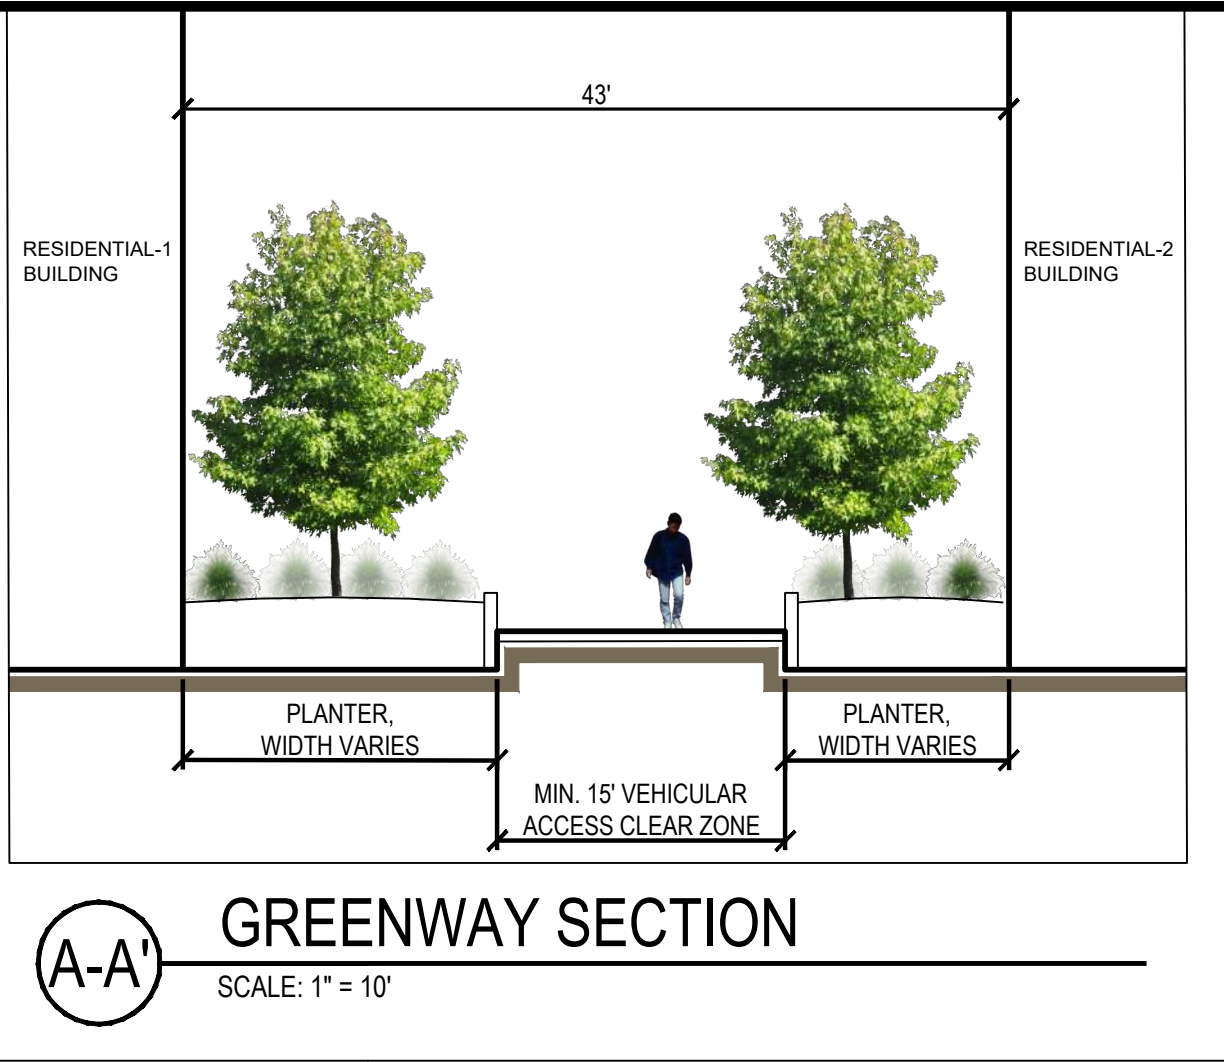 43'
RESIDENTIAL-1
BUILDING
RESIDENTIAL-2
BUILDING
PLANTER,
WIDTH VARIES
PLANTER,
WIDTH VARIES
MIN. 15' VEHICULAR
ACCESS CLEAR ZONE
A-A'
GREENWAY SECTION
SCALE: 1" = 10'